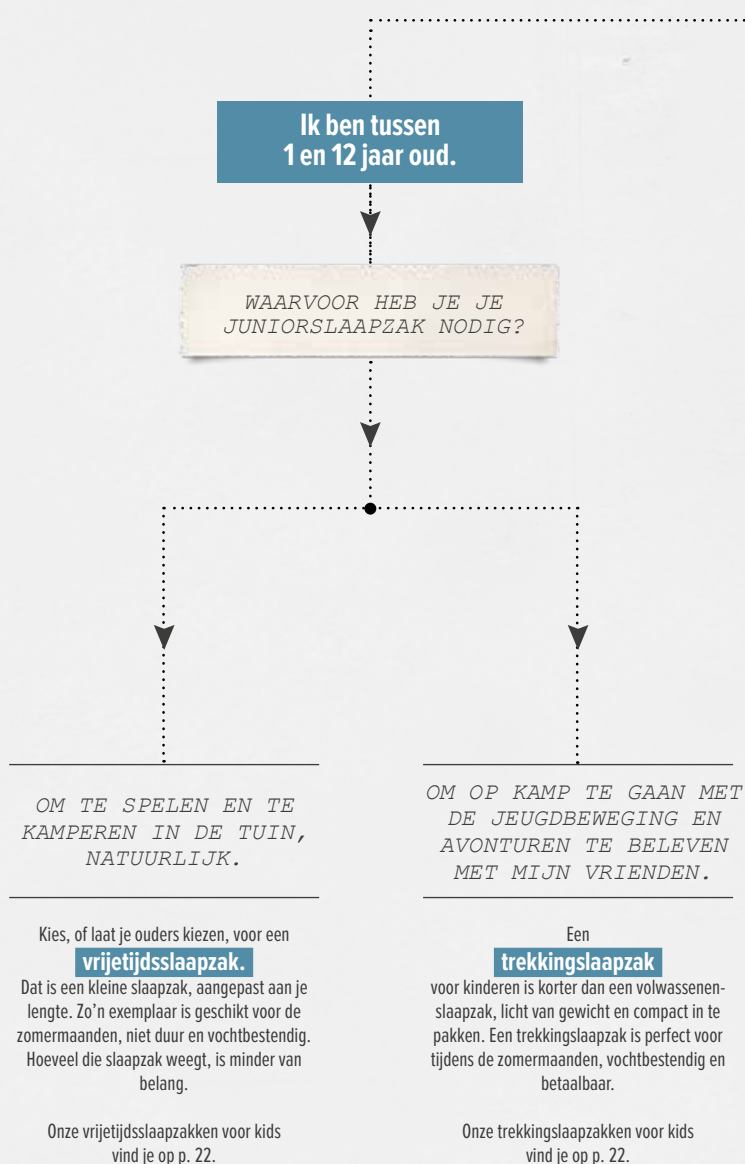 Ik ben tussen
1 en 12 jaar oud.
WAARVOOR HEB JE JE
JUNIORSLAAPZAK NODIG?
OM TE SPELEN EN TE
KAMPEREN IN DE TUIN,
NATUURLIJK.
Kies, of laat je ouders kiezen, voor een
vrijetijdsslaapzak.
Dat is een kleine slaapzak, aangepast aan je
lengte. Zo’n exemplaar is geschikt voor de
zomermaanden, niet duur en vochtbestendig.
Hoeveel die slaapzak weegt, is minder van
belang.
Onze vrijetijdsslaapzakken voor kids
vind je op p. 22.
OM OP KAMP TE GAAN MET
DE JEUGDBEWEGING EN
AVONTUREN TE BELEVEN
MET MIJN VRIENDEN.
Een
trekkingslaapzak
voor kinderen is korter dan een volwassenen-
slaapzak, licht van gewicht en compact in te
pakken. Een trekkingslaapzak is perfect voor
tijdens de zomermaanden, vochtbestendig en
betaalbaar.
Onze trekkingslaapzakken voor kids
vind je op p. 22.